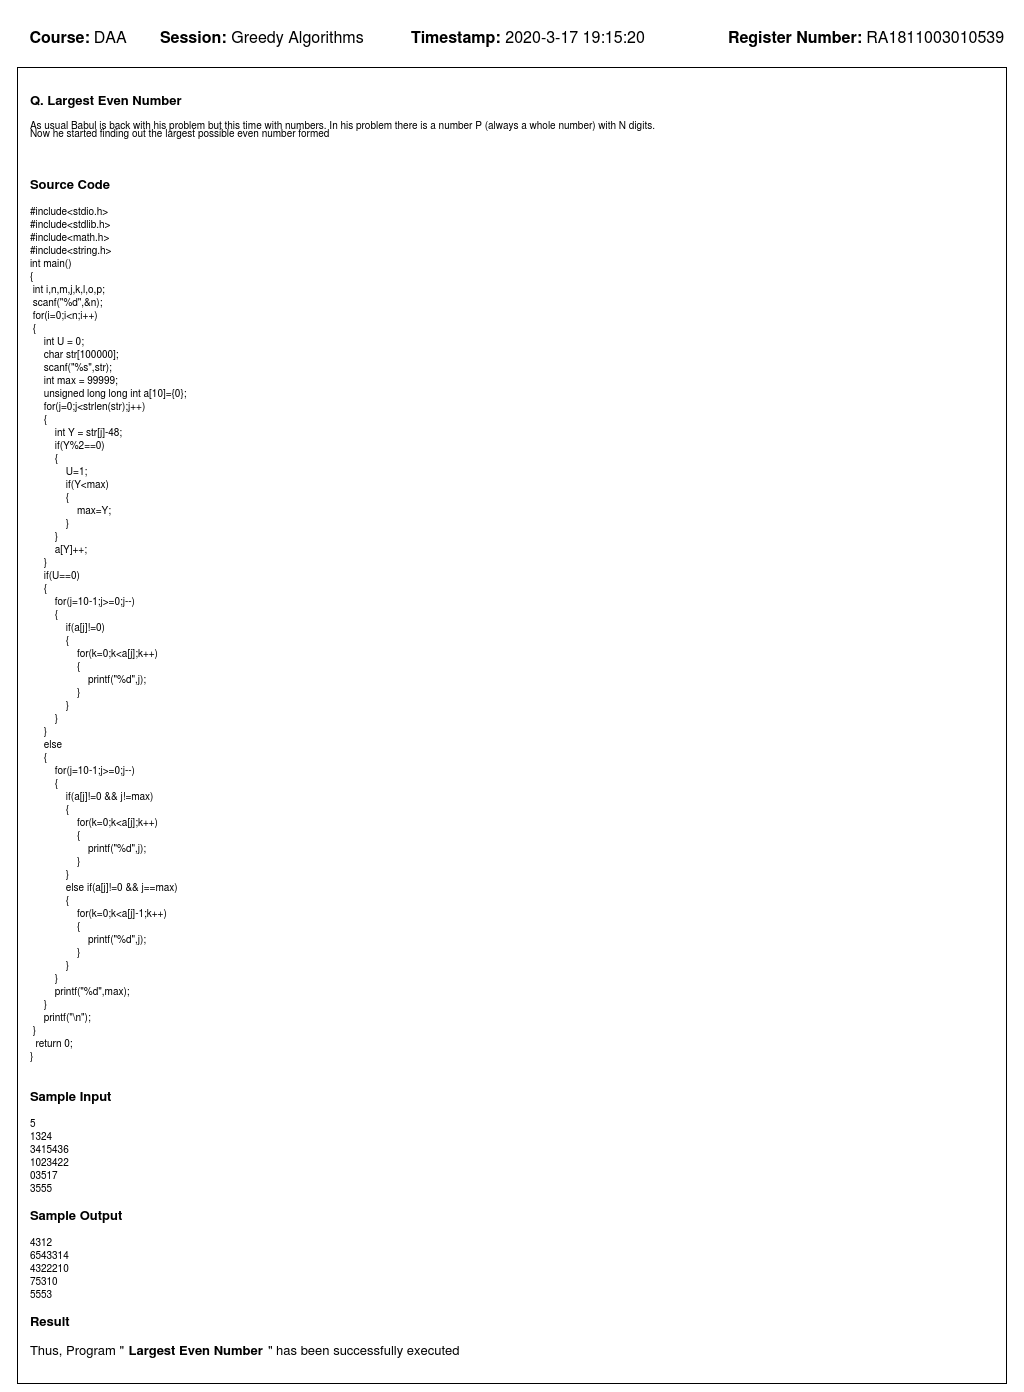 Course: DAA Session: Greedy Algorithms Timestamp: 2020-3-17 19:15:20 Register Number: RA1811003010539
Q. Largest Even Number
As usual Babul is back with his problem but this time with numbers. In his problem there is a number P (always a whole number) with N digits.
Now he started finding out the largest possible even number formed
Source Code
#include<stdio.h>
#include<stdlib.h>
#include<math.h>
#include<string.h>
int main()
{
 int i,n,m,j,k,l,o,p;
 scanf("%d",&n);
 for(i=0;i<n;i++)
 {
     int U = 0;
     char str[100000];
     scanf("%s",str);
     int max = 99999;
     unsigned long long int a[10]={0};
     for(j=0;j<strlen(str);j++)
     {
         int Y = str[j]-48;
         if(Y%2==0)
         {
             U=1;
             if(Y<max)
             {
                 max=Y;
             }
         }
         a[Y]++;
     }
     if(U==0)
     {
         for(j=10-1;j>=0;j--)
         {
             if(a[j]!=0)
             {
                 for(k=0;k<a[j];k++)
                 {
                     printf("%d",j);
                 }
             }
         }
     }
     else
     {
         for(j=10-1;j>=0;j--)
         {
             if(a[j]!=0 && j!=max)
             {
                 for(k=0;k<a[j];k++)
                 {
                     printf("%d",j);
                 }
             }
             else if(a[j]!=0 && j==max)
             {
                 for(k=0;k<a[j]-1;k++)
                 {
                     printf("%d",j);
                 }
             }
         }
         printf("%d",max);
     }
     printf("\n");
 }
  return 0;
}
Sample Input
5
1324
3415436
1023422
03517
3555
Sample Output
4312
6543314
4322210
75310
5553
Result
Thus, Program " Largest Even Number " has been successfully executed